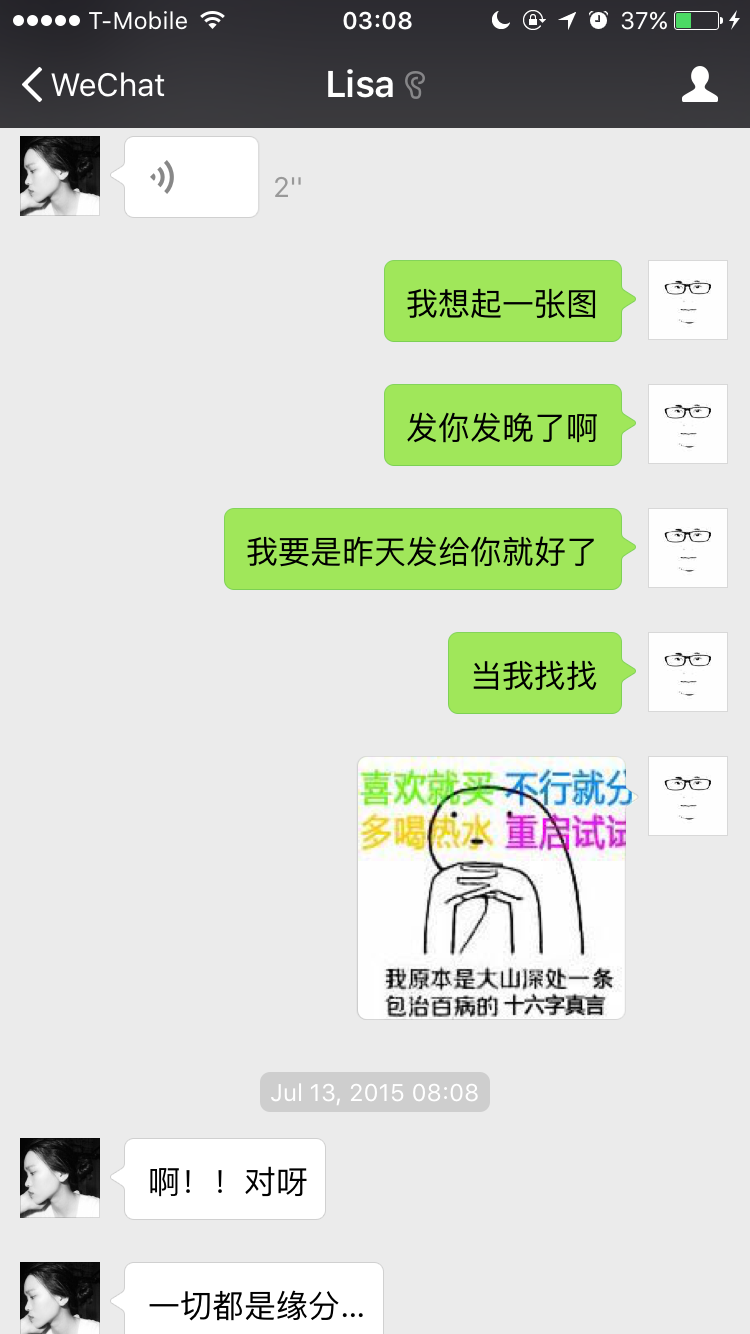 T-Mobile 03:08 37%
WeChat Lisa
2''
我想起一张图
发你发晚了啊
我要是昨天发给你就好了
当我找找
喜欢就买 不行就分
多喝热水 重启试试
我原本是大山深处一条
包治百病的 十六字真言
Jul 13, 2015 08:08
啊！！对呀
一切都是缘分...